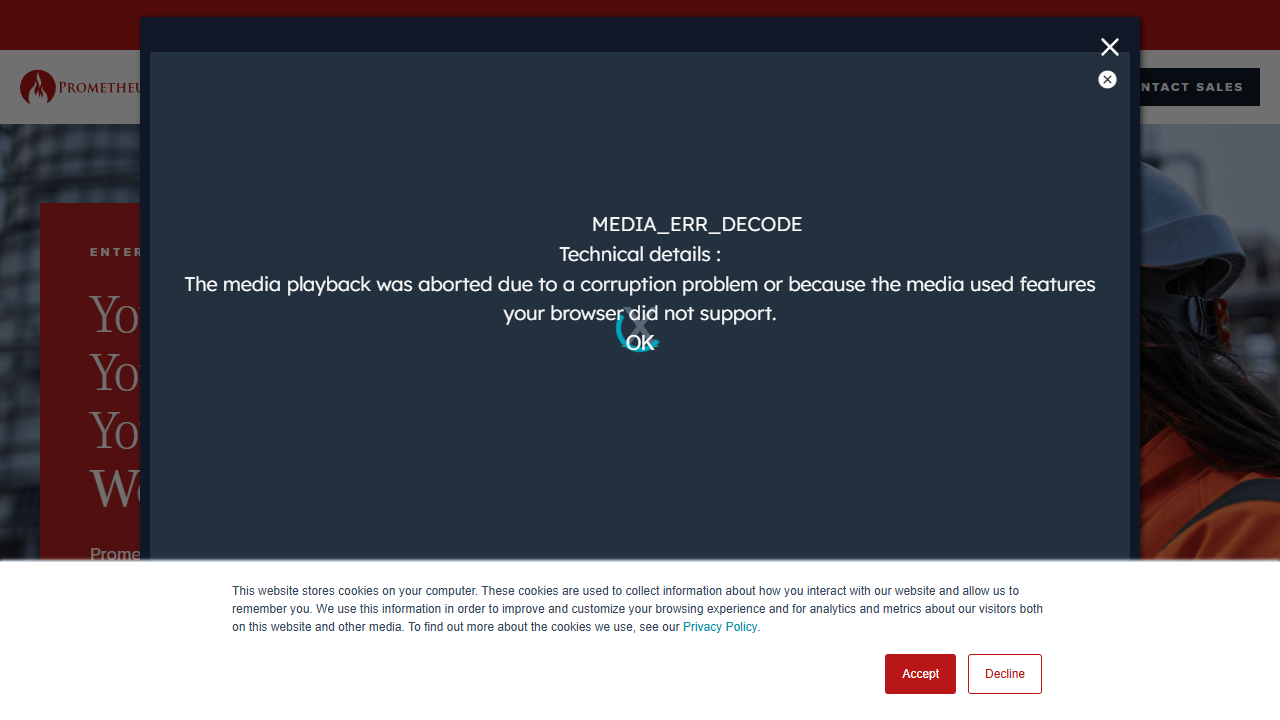 PROMETHEU
NTACT SALES
ENTER
Yo
Yo
Yo
We
Prome
MEDIA_ERR_DECODE
Technical details :
The media playback was aborted due to a corruption problem or because the media used features
your browser did not support.
OK
This website stores cookies on your computer. These cookies are used to collect information about how you interact with our website and allow us to
remember you. We use this information in order to improve and customize your browsing experience and for analytics and metrics about our visitors both
on this website and other media. To find out more about the cookies we use, see our Privacy Policy.
Accept
Decline